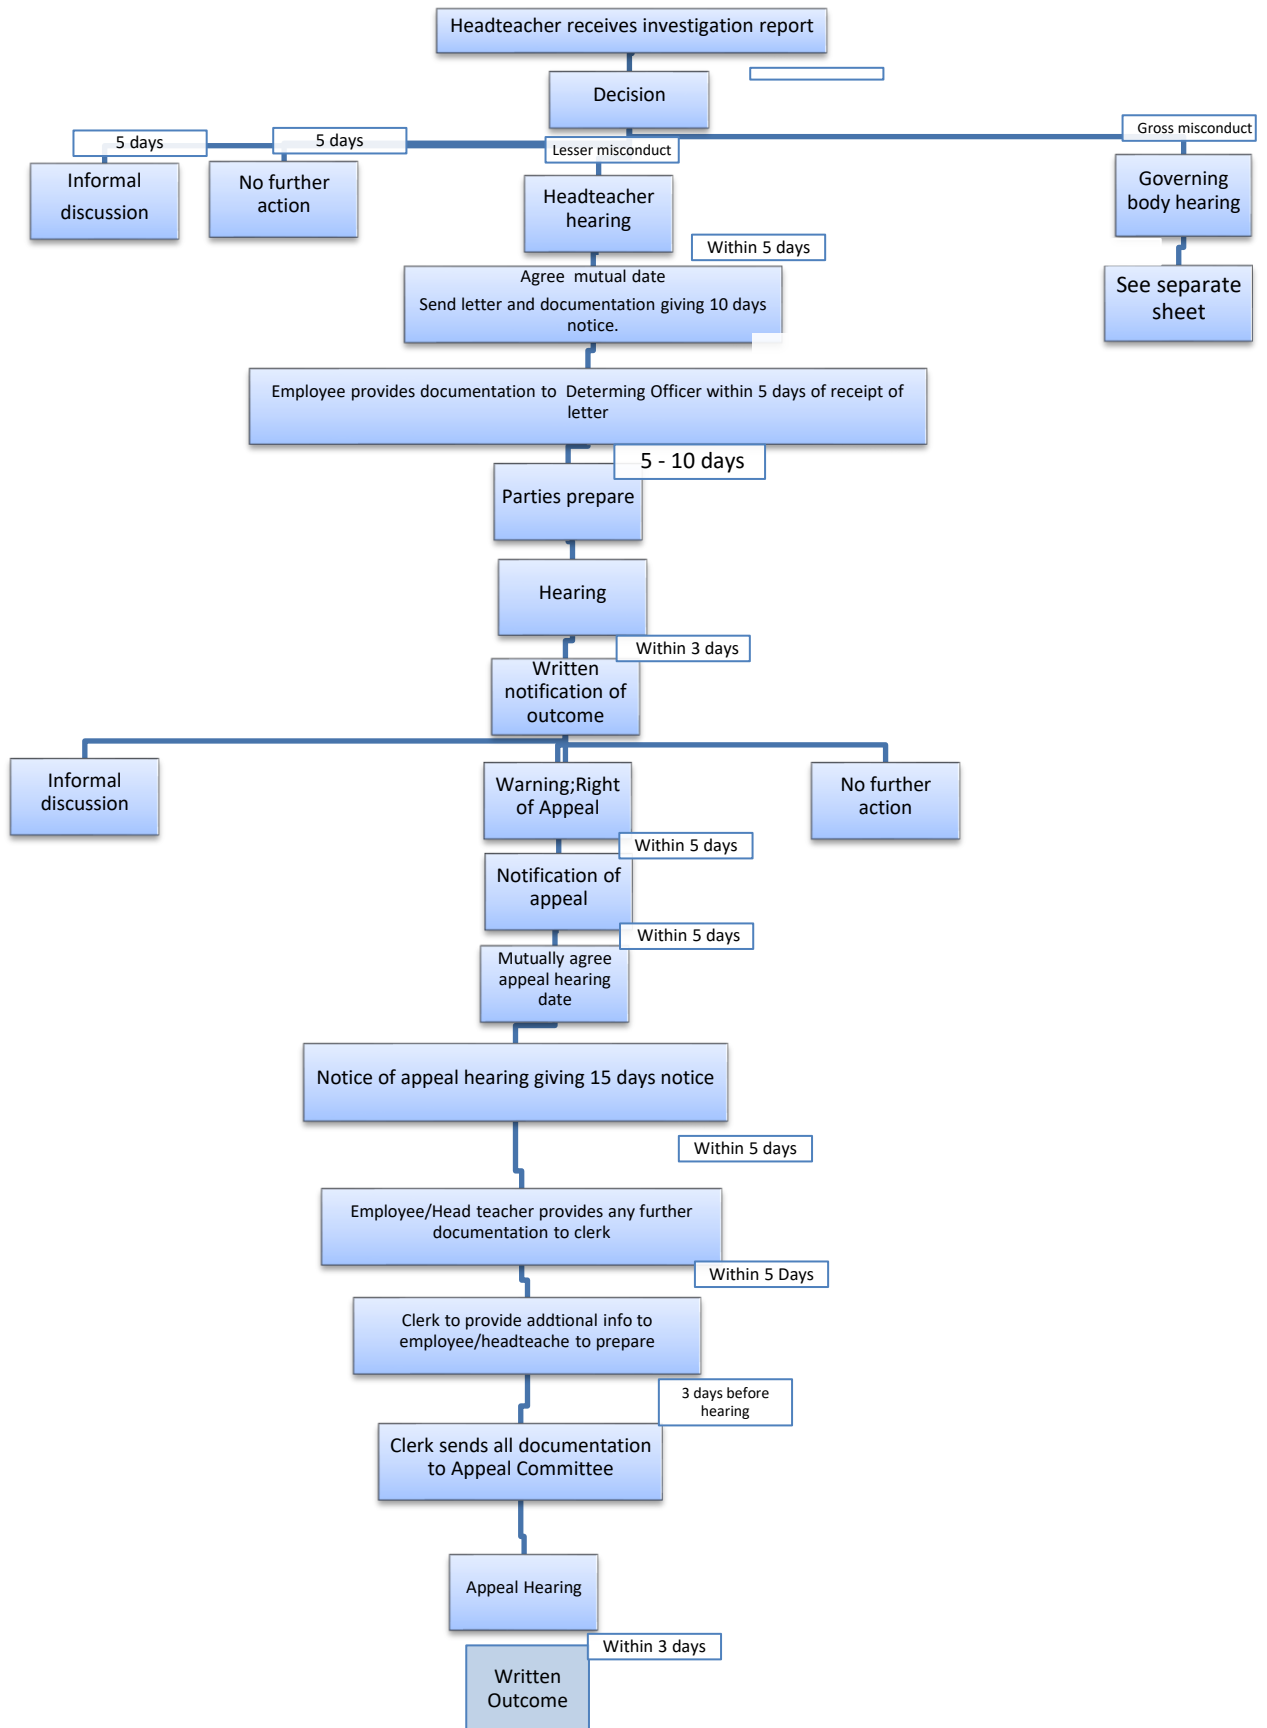 Headteacher receives investigation report
Decision
5 days
5 days
Lesser misconduct
Gross misconduct
Informal
discussion
No further
action
Headteacher
hearing
Governing
body hearing
Within 5 days
See separate
sheet
Agree mutual date
Send letter and documentation giving 10 days
notice.
Employee provides documentation to Determing Officer within 5 days of receipt of
letter
5 - 10 days
Parties prepare
Hearing
Within 3 days
Written
notification of
outcome
Informal
discussion
Warning;Right
of Appeal
No further
action
Within 5 days
Notification of
appeal
Within 5 days
Mutually agree
appeal hearing
date
Notice of appeal hearing giving 15 days notice
Within 5 days
Employee/Head teacher provides any further
documentation to clerk
Within 5 Days
Clerk to provide addtional info to
employee/headteache to prepare
3 days before
hearing
Clerk sends all documentation
to Appeal Committee
Appeal Hearing
Within 3 days
Written
Outcome